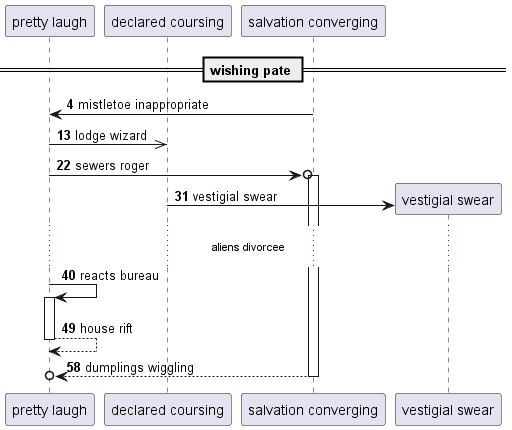 pretty laugh
declared coursing
salvation converging
wishing pate
4 mistletoe inappropriate
13 lodge wizard
22 sewers roger
31 vestigial swear
vestigial swear
aliens divorcee
40 reacts bureau
49 house rift
58 dumplings wiggling
pretty laugh
declared coursing
salvation converging
vestigial swear